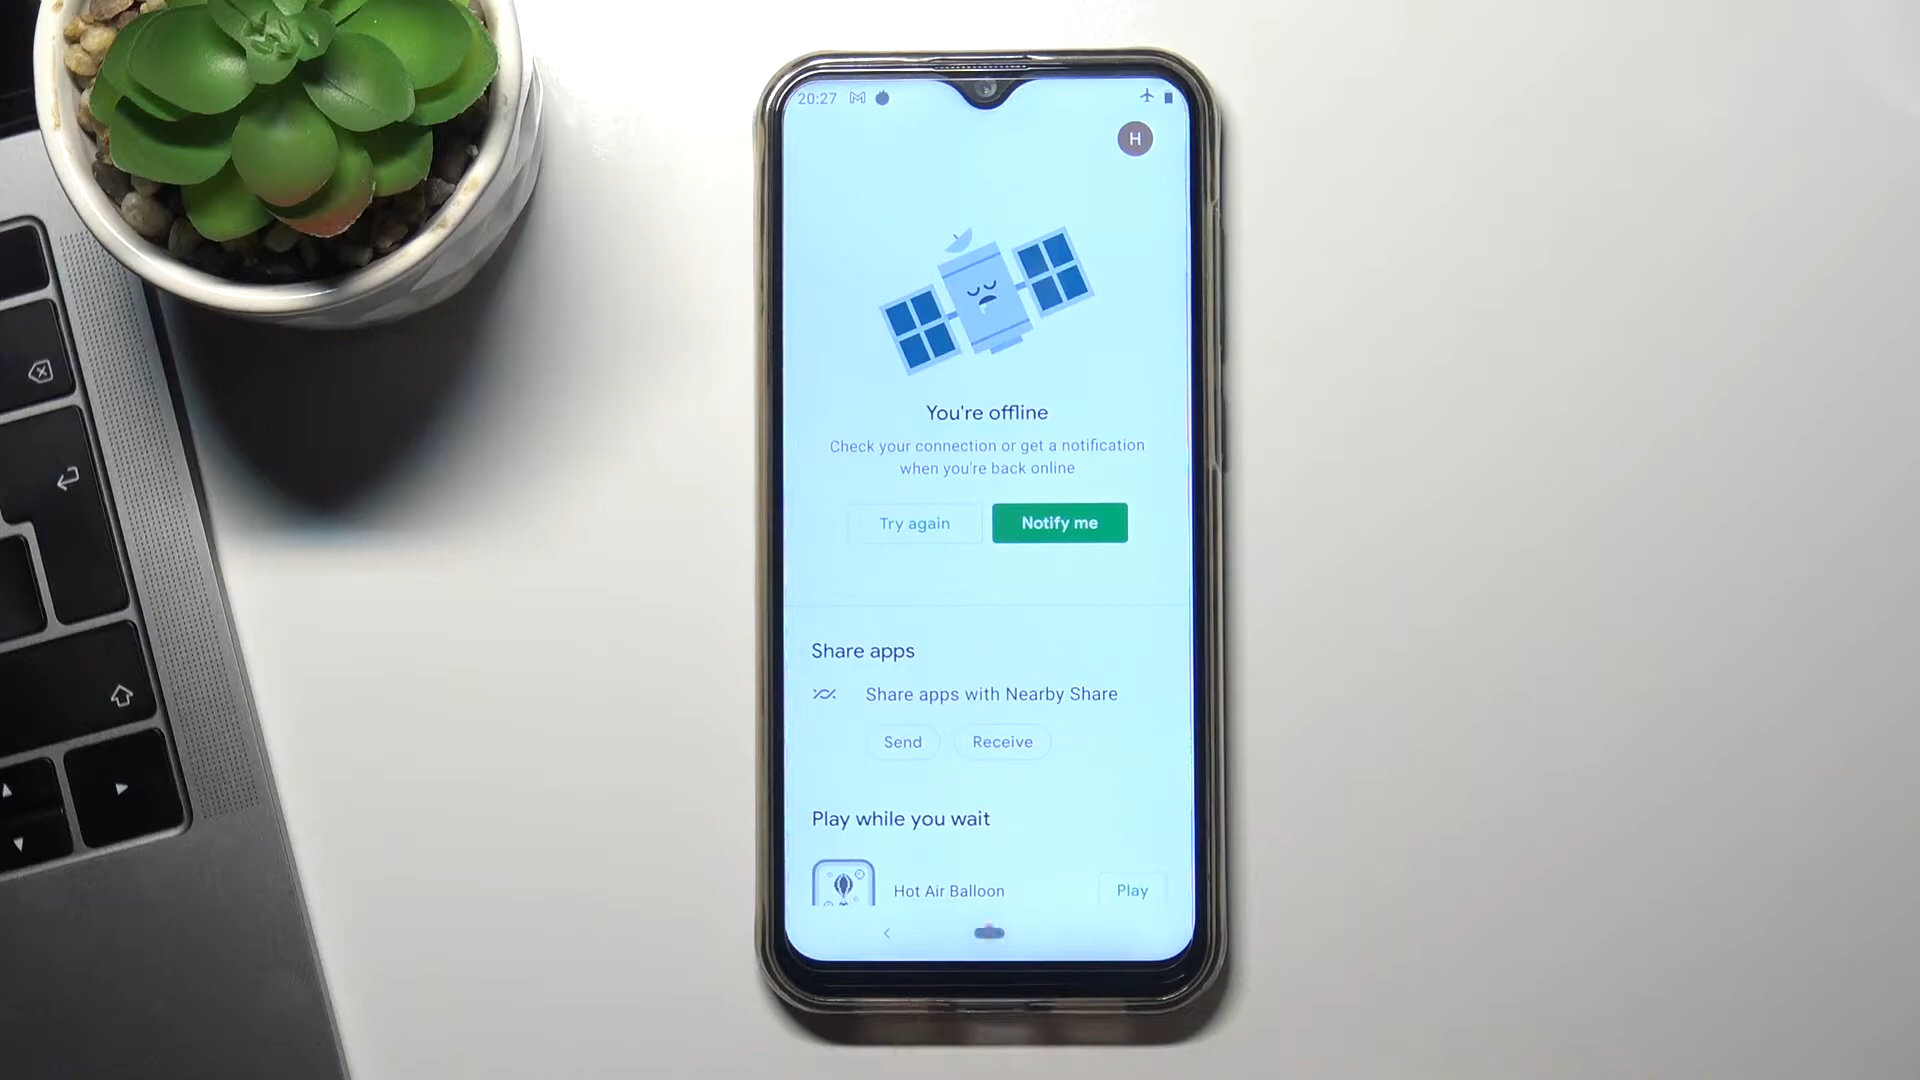 20:27
H
You're offline
Check your connection or get a notification
when you're back online
Try again
Notify me
Share apps
Share apps with Nearby Share
Send
Receive
Play while you wait
Hot Air Balloon
Play